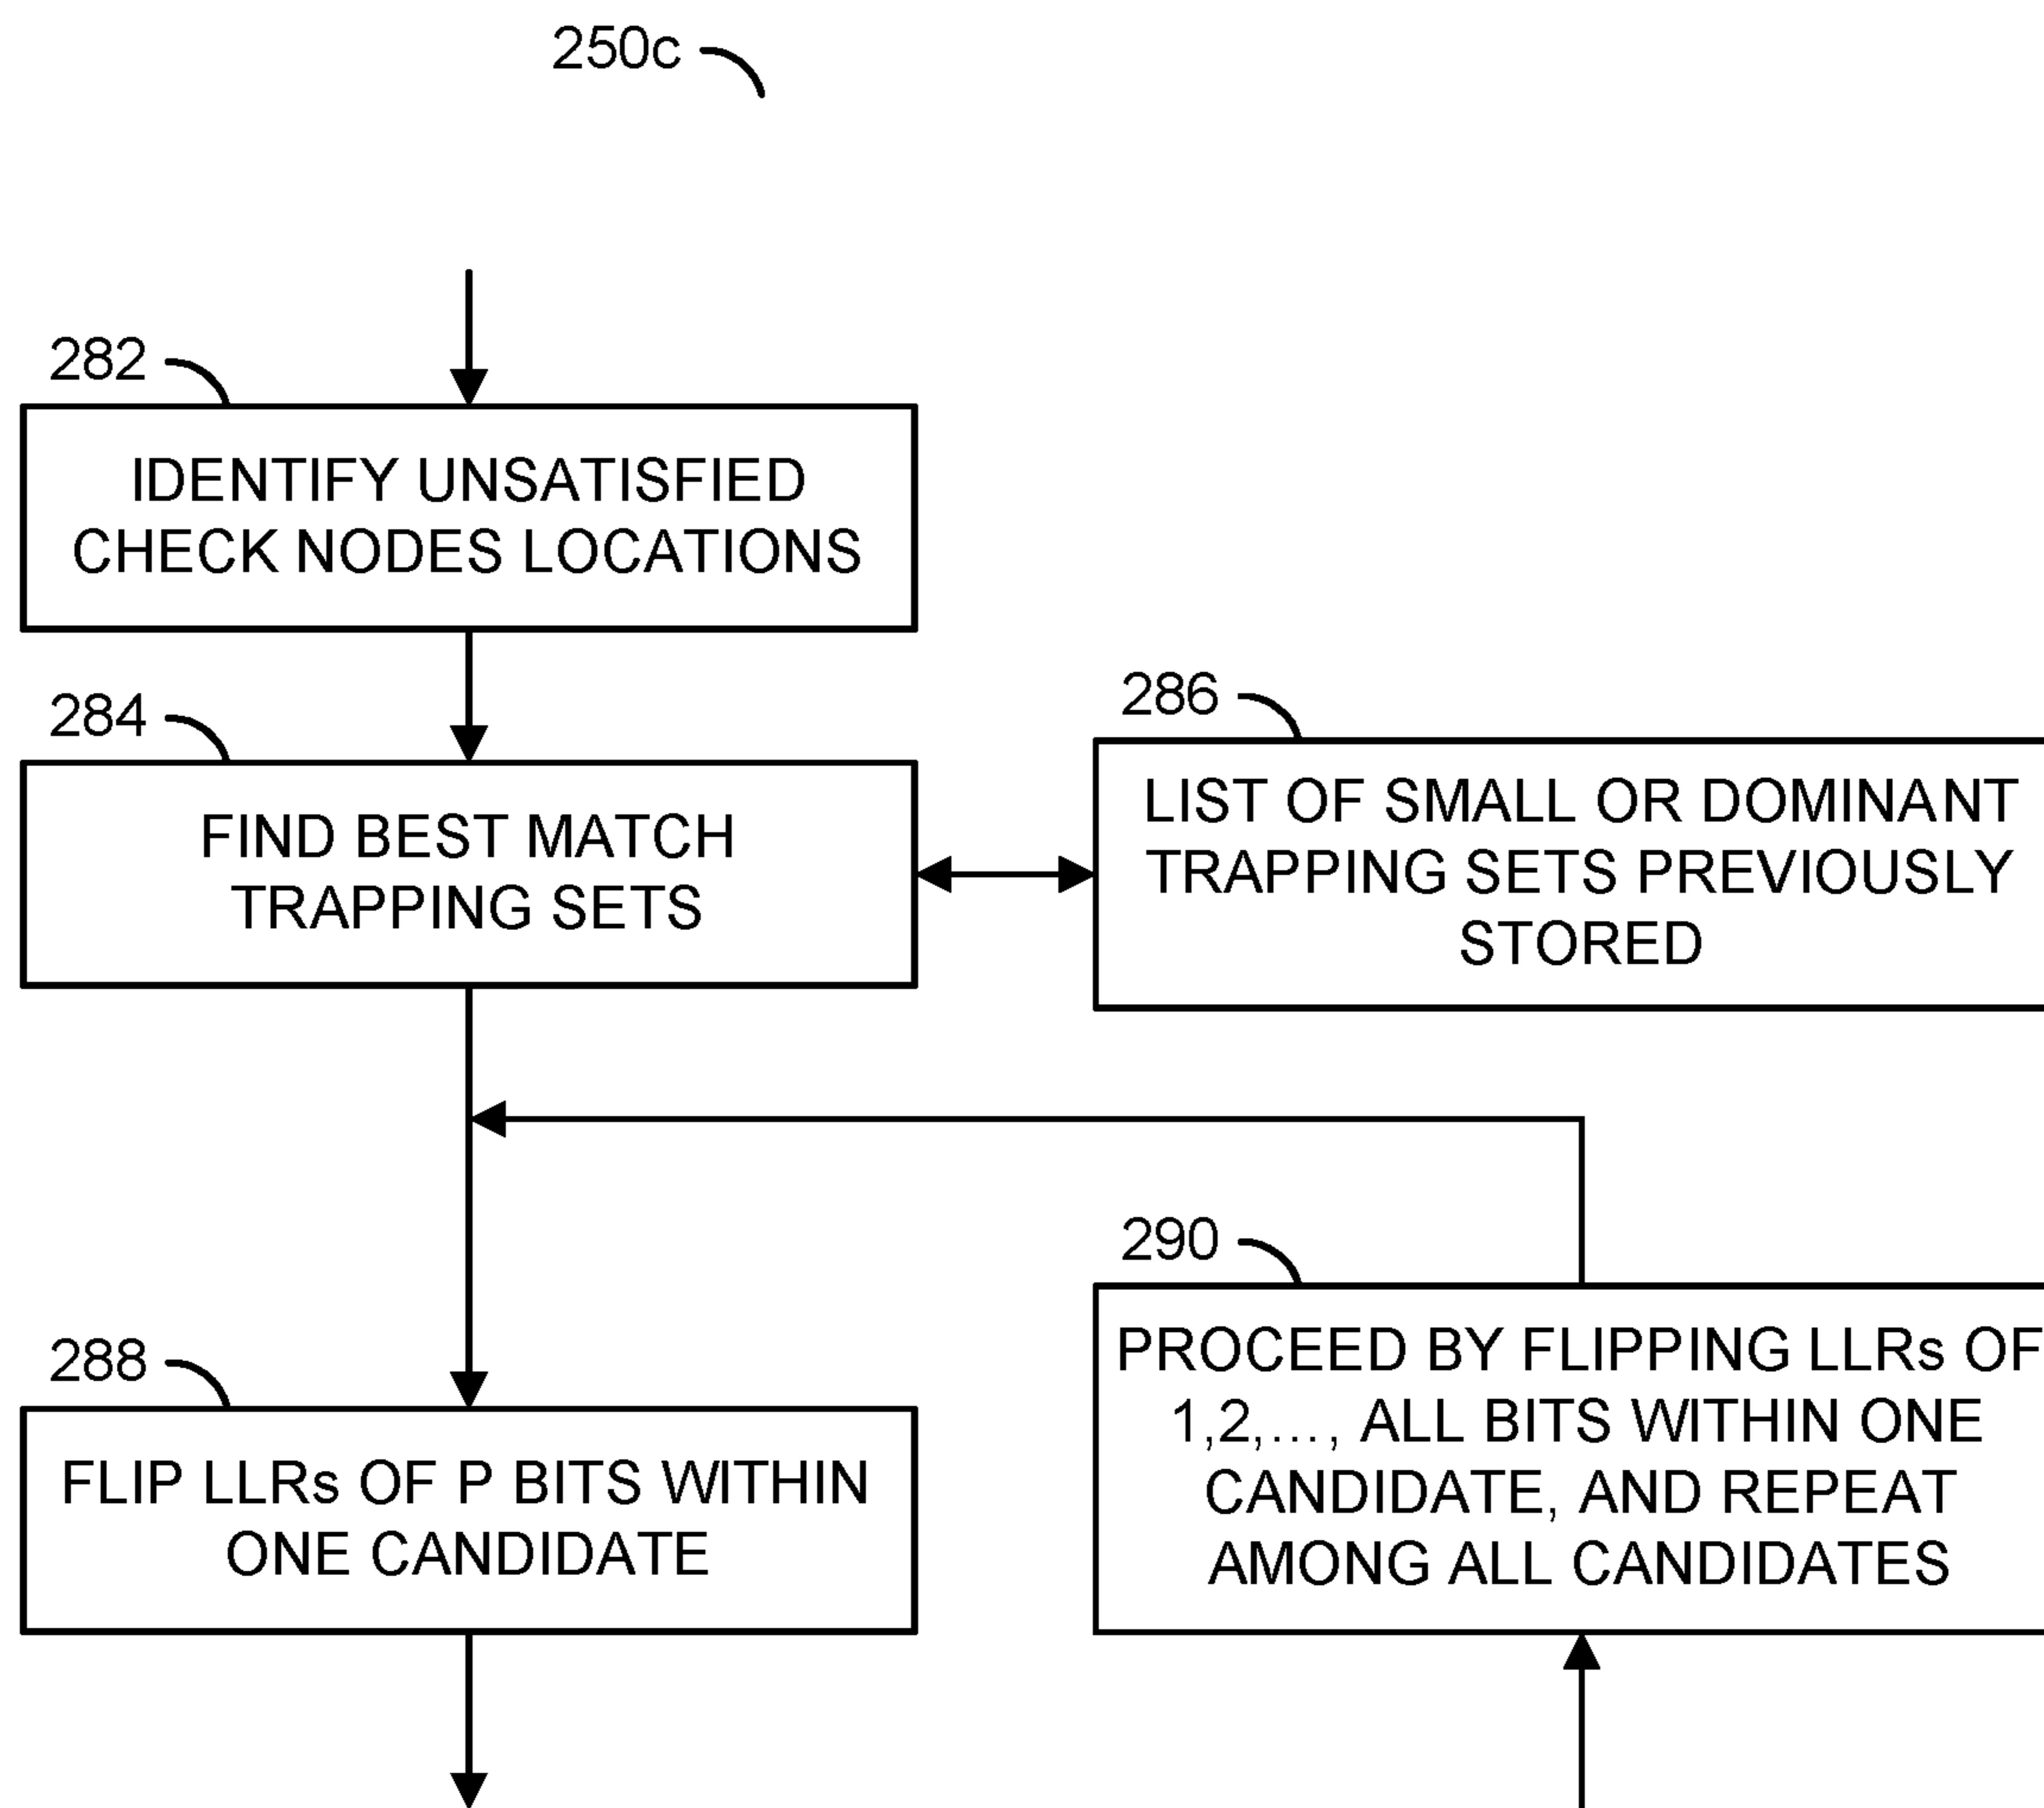 250c
282
IDENTIFY UNSATISFIED
CHECK NODES LOCATIONS
284
FIND BEST MATCH
TRAPPING SETS
286
LIST OF SMALL OR DOMINANT
TRAPPING SETS PREVIOUSLY
STORED
290
PROCEED BY FLIPPING LLRs OF
1,2,..., ALL BITS WITHIN ONE
CANDIDATE, AND REPEAT
AMONG ALL CANDIDATES
288
FLIP LLRs OF P BITS WITHIN
ONE CANDIDATE